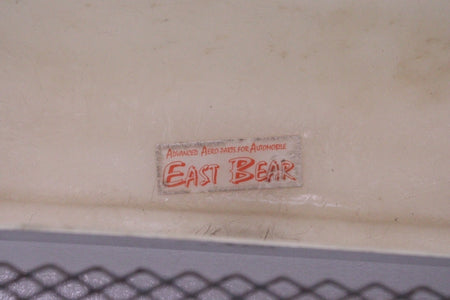 Advanced Aero parts for Automobile
East Bear